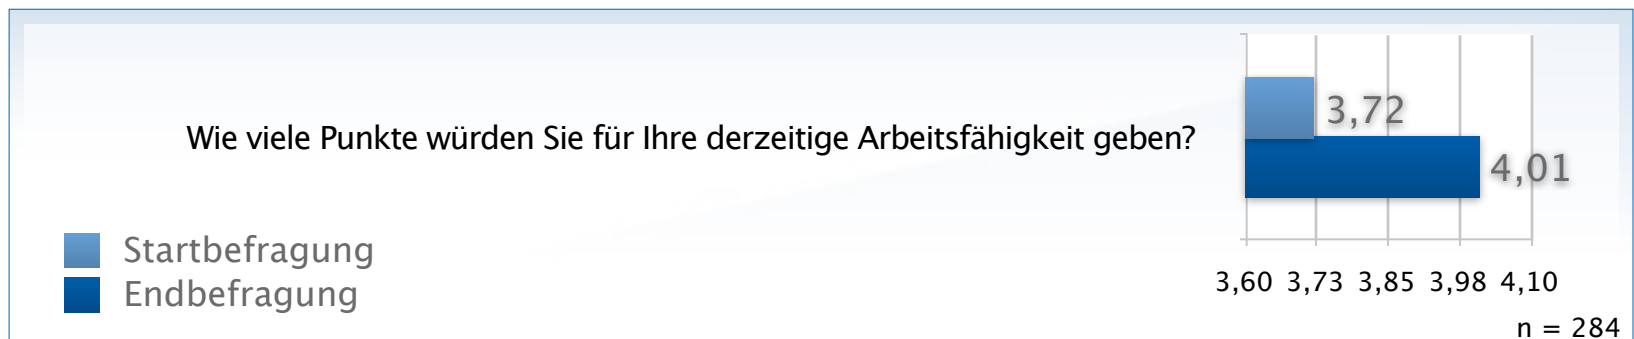 3,72
Wie viele Punkte würden Sie für Ihre derzeitige Arbeitsfähigkeit geben?
4,01
Startbefragung
Endbefragung
3,60 3,73 3,85 3,98 4,10
n = 284